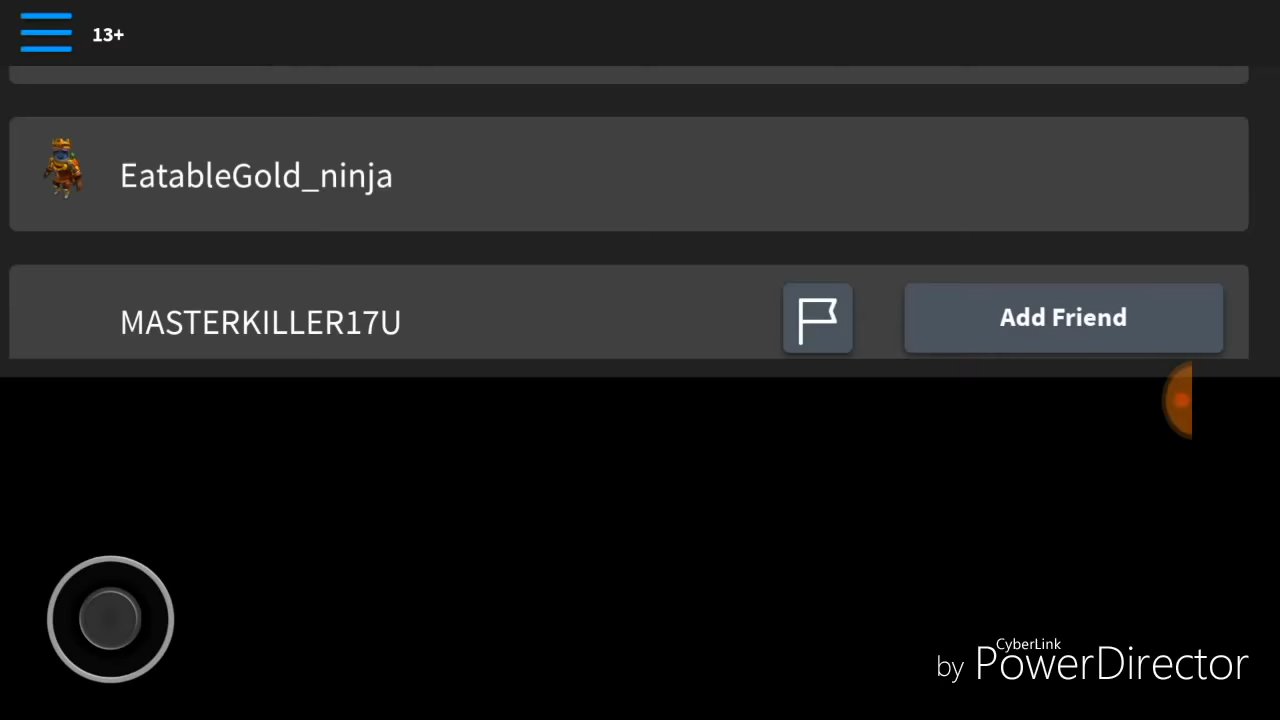 13+
EatableGold_ninja
MASTERKILLER17U
Add Friend
CyberLink
by PowerDirector